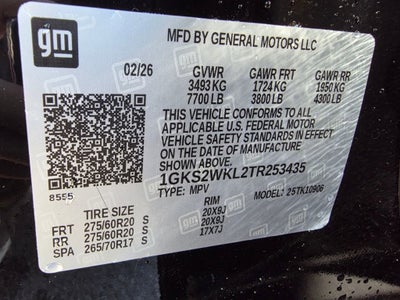 gm
MFD BY GENERAL MOTORS LLC
02/26 GVWR GAWR FRT GAWR RR
3493 KG 1724 KG 1950 KG
7700 LB 3800 LB 4300 LB
THIS VEHICLE CONFORMS TO ALL
APPLICABLE U.S. FEDERAL MOTOR
VEHICLE SAFETY STANDARDS IN EFFECT
ON THE DATE OF MANUFACTURE
SHOWN ABOVE.
1GKS2WKL2TR253435
8555 TYPE: MPV MODEL: 25TK10906
TIRE SIZE RIM
FRT 275/60R20 S 20X9J
RR 275/60R20 S 20X9J
SPA 265/70R17 S 17X7J